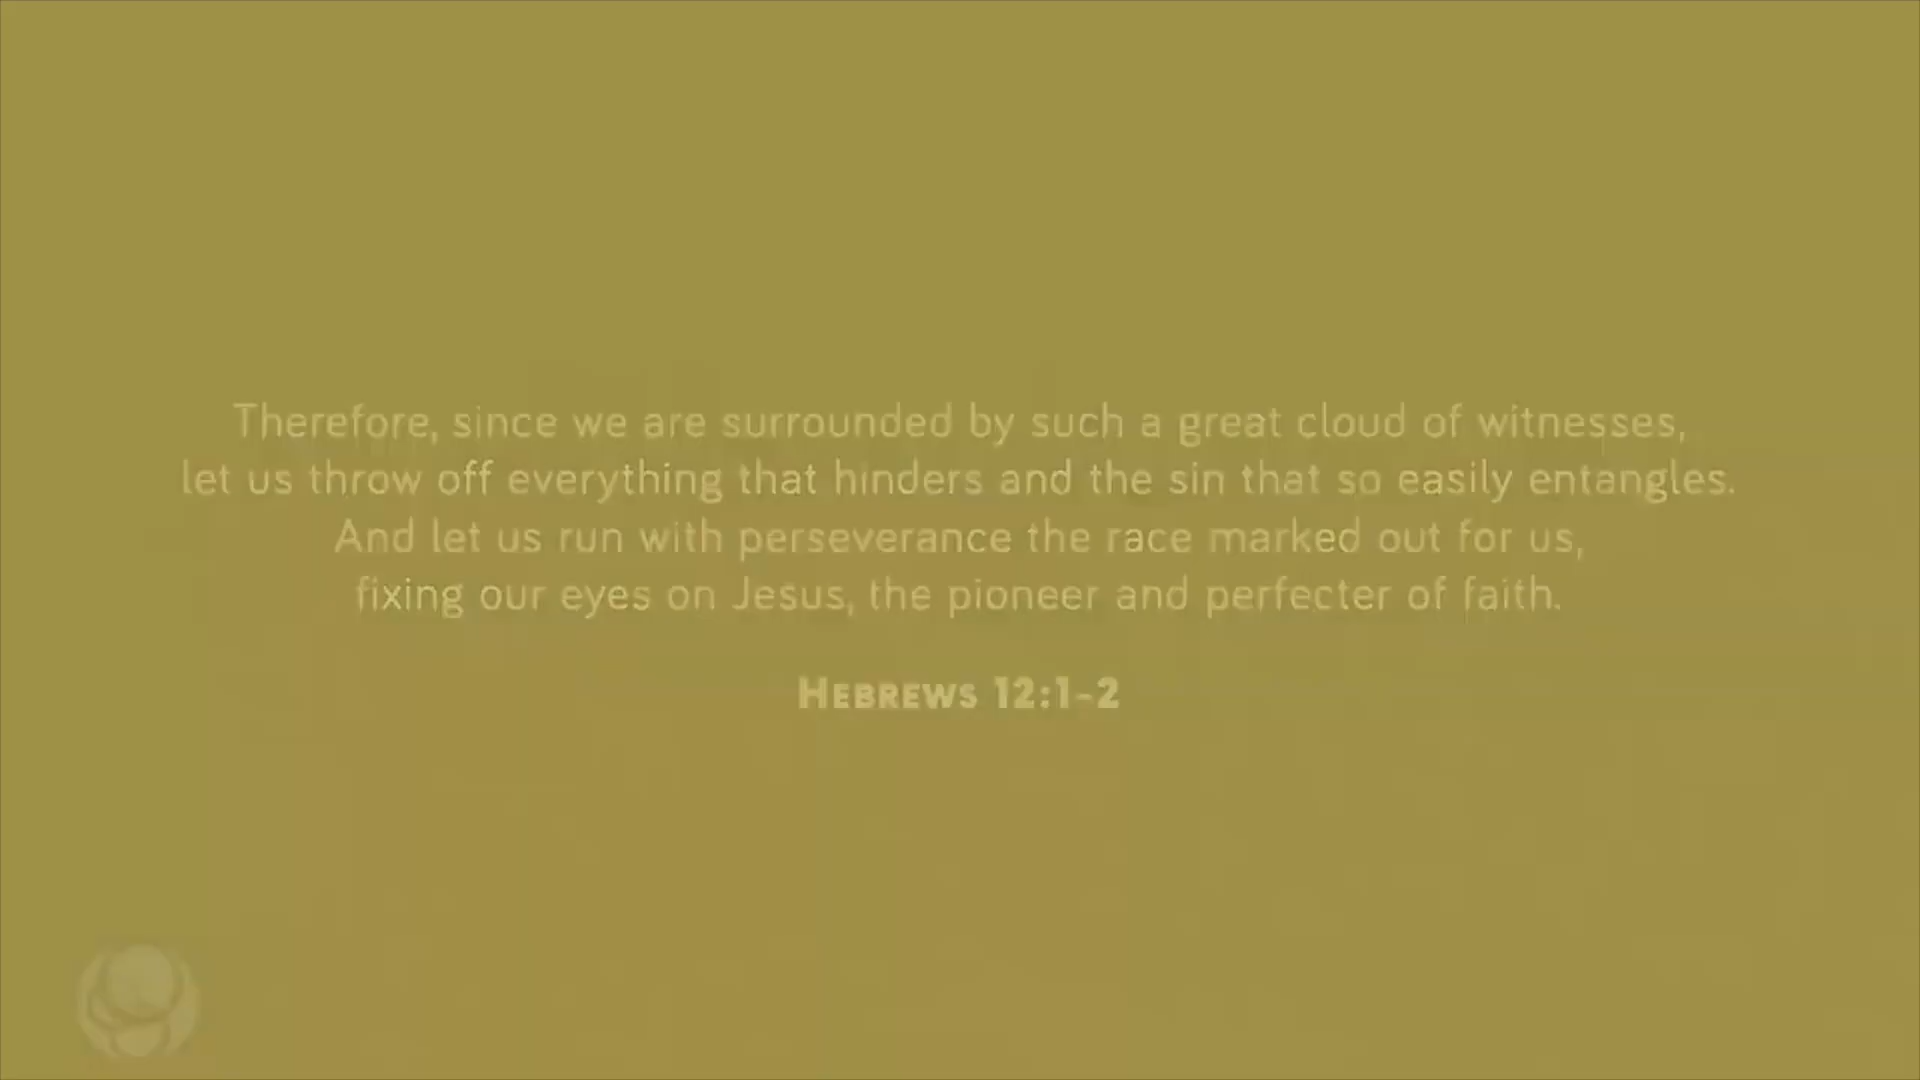 Therefore, since we are surrounded by such a great cloud of witnesses,
let us throw off everything that hinders and the sin that so easily entangles.
And let us run with perseverance the race marked out for us,
fixing our eyes on Jesus, the pioneer and perfecter of faith.
HEBREWS 12:1-2